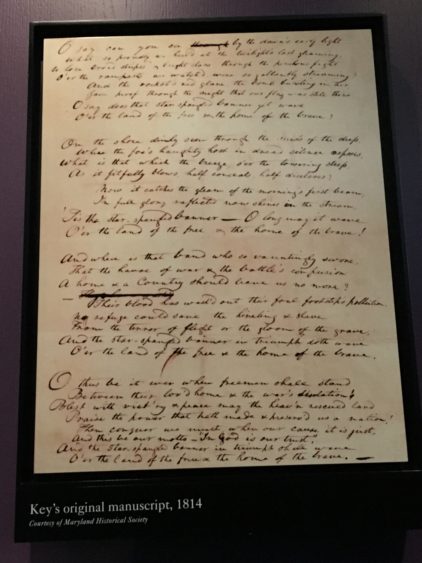 O say can you see through by the dawn's early light
What so proudly we hail'd at the twilight's last gleaming,
Whose broad stripes & bright stars through the perilous fight
O'er the ramparts we watch'd, were so gallantly streaming?
And the rocket's red glare, the bomb bursting in air,
Gave proof through the night that our flag was still there
O say does that star spangled banner yet wave
O'er the land of the free & the home of the brave?
On the shore dimly seen through the mists of the deep,
Where the foe's haughty host in dread silence reposes,
What is that which the breeze, o'er the towering steep,
As it fitfully blows, half conceals, half discloses?
Now it catches the gleam of the morning's first beam,
In full glory reflected now shines in the stream,
'Tis the star-spangled banner — O long may it wave
O'er the land of the free & the home of the brave!
And where is that band who so vauntingly swore,
That the havoc of war & the battle's confusion
A home & a Country should leave us no more?
— Their blood has wash'd out their foul footstep's pollution
No refuge could save the hireling & slave
From the terror of flight or the gloom of the grave,
And the star-spangled banner in triumph doth wave
O'er the land of the free & the home of the brave.
O thus be it ever when freemen shall stand
Between their lov'd home & the war's desolation!
Blest with vict'ry & peace may the heav'n rescued land
Praise the power that hath made & preserv'd us a nation!
Then conquer we must, when our cause it is just,
And this be our motto — "In God is our trust"
And the star-spangled banner in triumph shall wave
O'er the land of the free & the home of the brave. —
Key's original manuscript, 1814
Courtesy of Maryland Historical Society